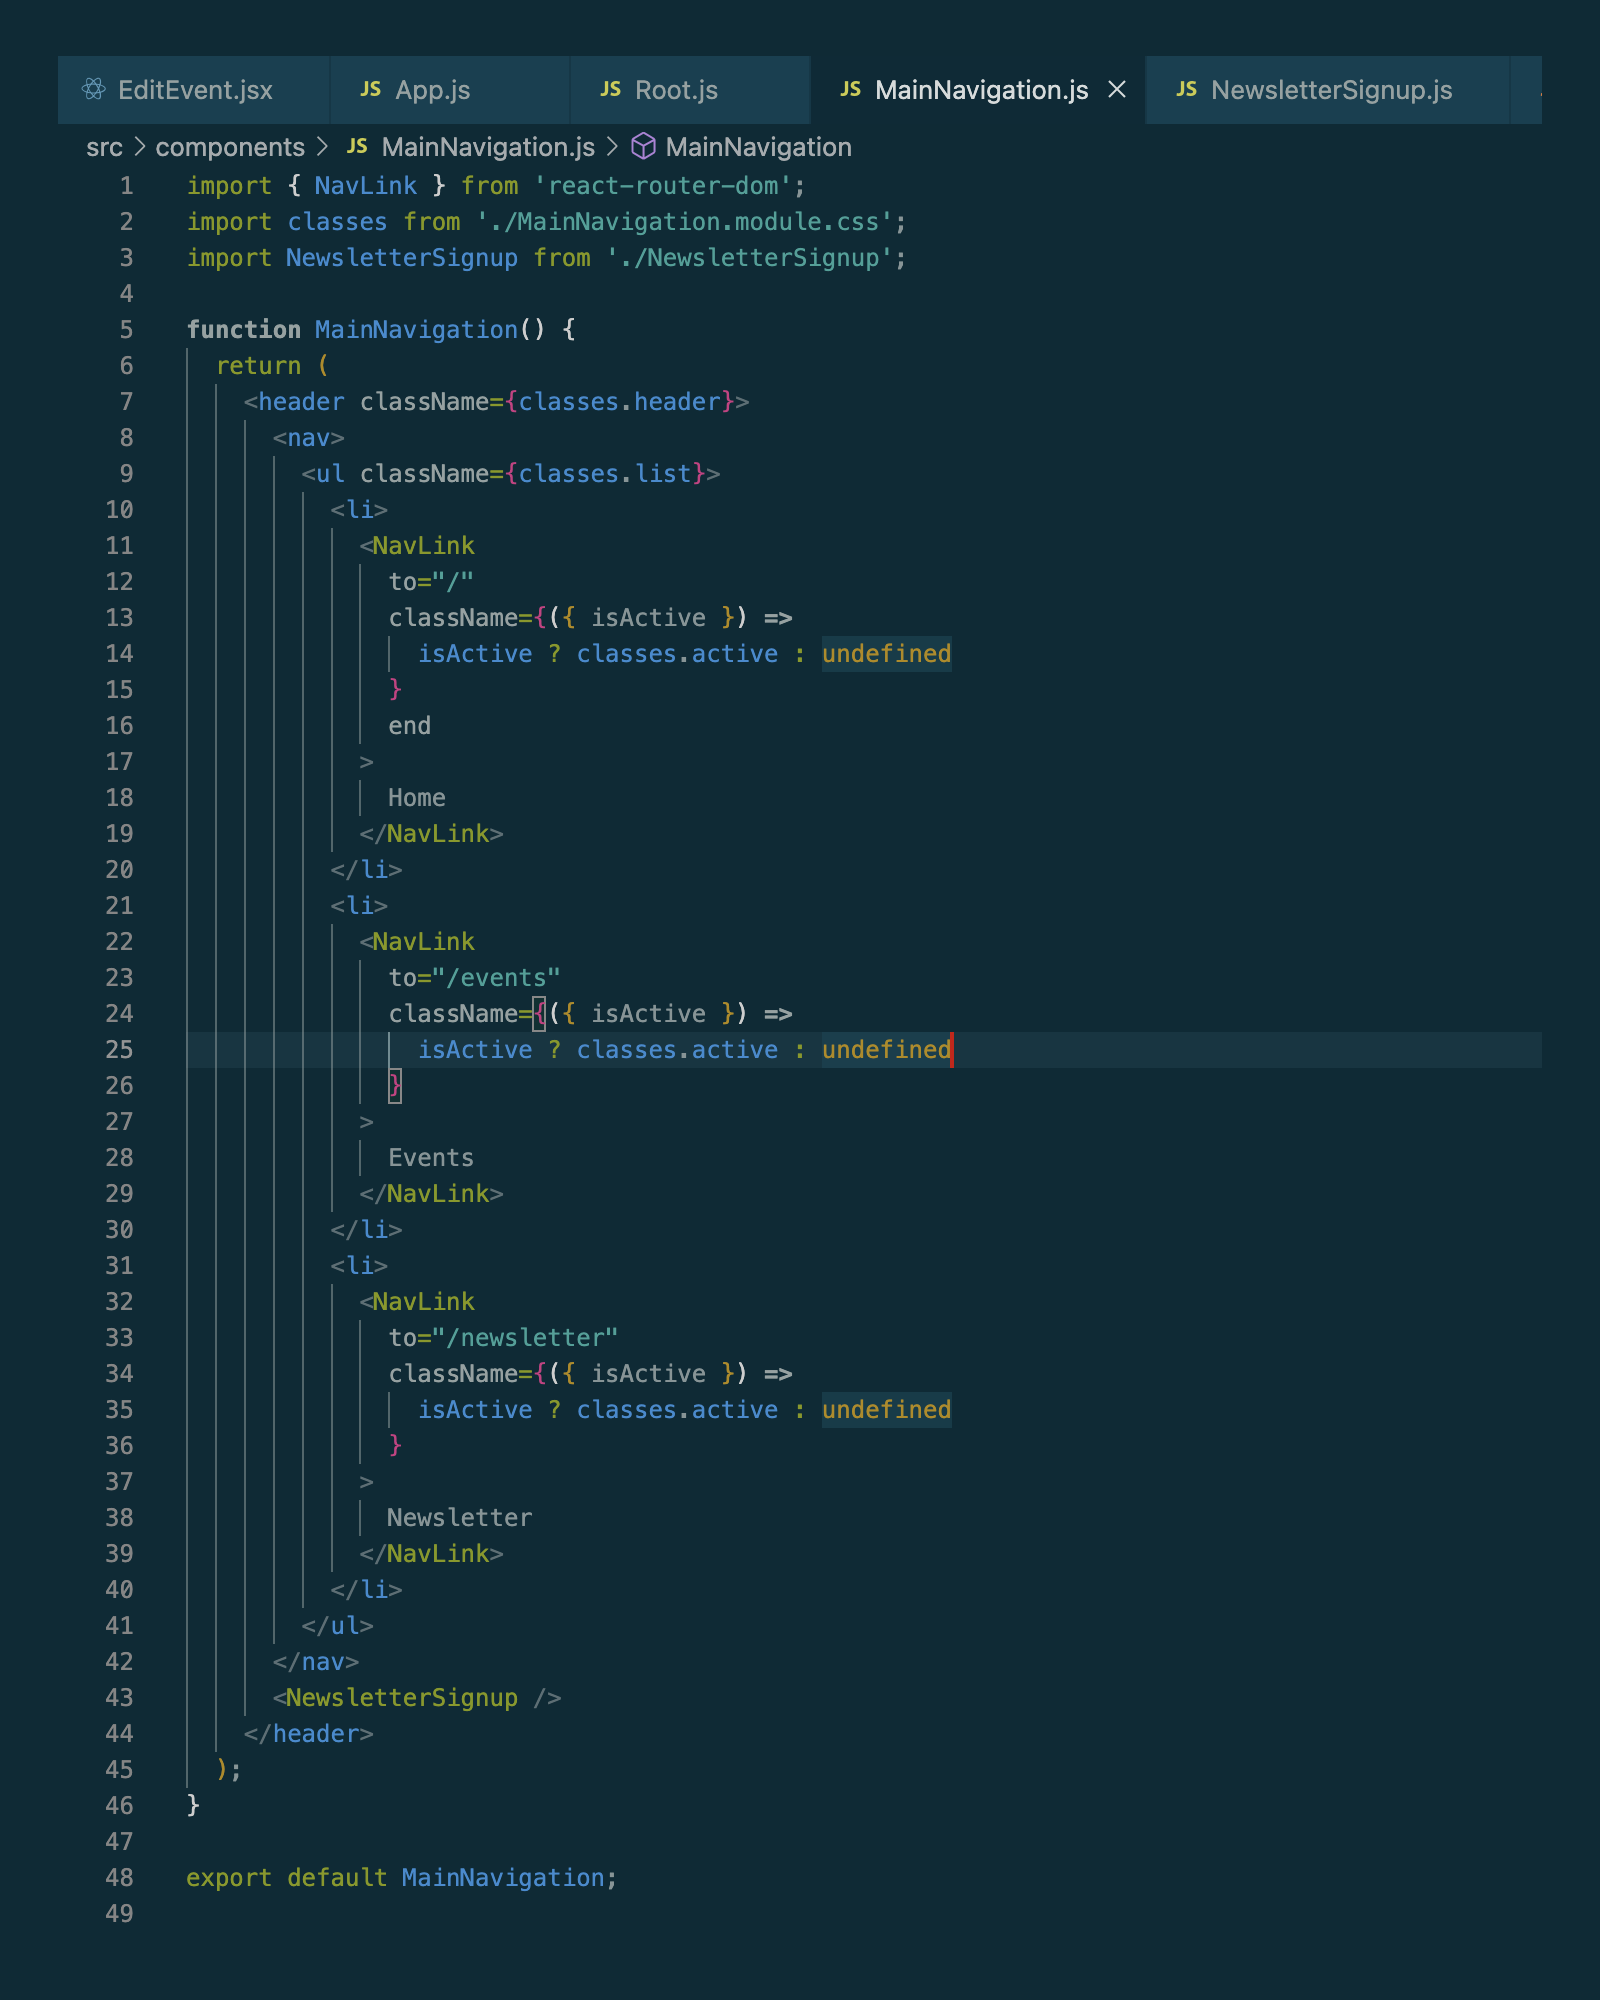 EditEvent.jsx JS App.js JS Root.js JS MainNavigation.js × JS NewsletterSignup.js
src > components > JS MainNavigation.js > MainNavigation
1 import { NavLink } from 'react-router-dom';
2 import classes from './MainNavigation.module.css';
3 import NewsletterSignup from './NewsletterSignup';
4
5 function MainNavigation() {
6   return (
7     <header className={classes.header}>
8       <nav>
9         <ul className={classes.list}>
10           <li>
11             <NavLink
12               to="/"
13               className={({ isActive }) =>
14                 isActive ? classes.active : undefined
15               }
16               end
17             >
18               Home
19             </NavLink>
20           </li>
21           <li>
22             <NavLink
23               to="/events"
24               className={({ isActive }) =>
25                 isActive ? classes.active : undefined
26               }
27             >
28               Events
29             </NavLink>
30           </li>
31           <li>
32             <NavLink
33               to="/newsletter"
34               className={({ isActive }) =>
35                 isActive ? classes.active : undefined
36               }
37             >
38               Newsletter
39             </NavLink>
40           </li>
41         </ul>
42       </nav>
43       <NewsletterSignup />
44     </header>
45   );
46 }
47
48 export default MainNavigation;
49